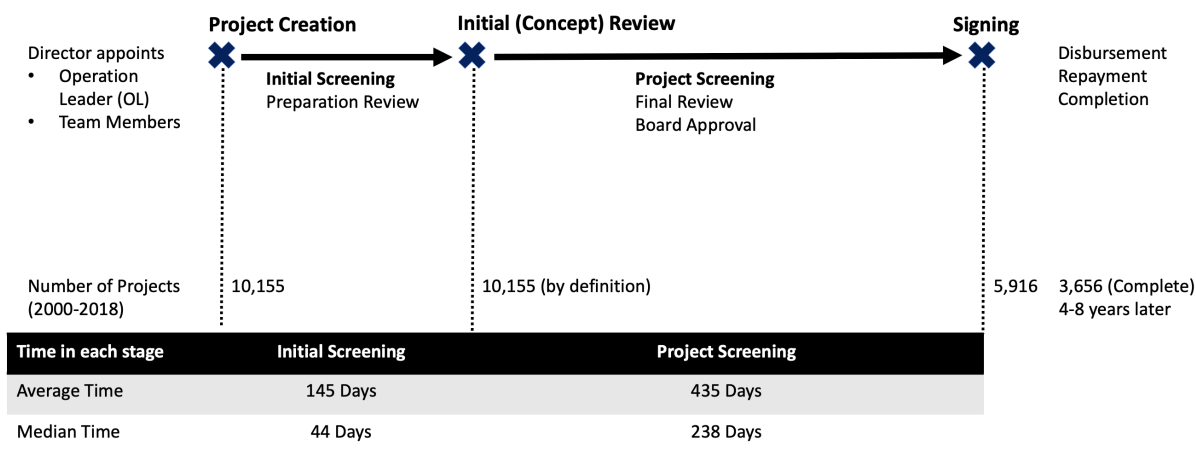 Project Creation
Initial (Concept) Review
Signing
Director appoints
• Operation
Leader (OL)
• Team Members
Initial Screening
Preparation Review
Project Screening
Final Review
Board Approval
Disbursement
Repayment
Completion
Number of Projects
(2000-2018)
10,155
10,155 (by definition)
5,916
3,656 (Complete)
4-8 years later
Time in each stage Initial Screening Project Screening
Average Time 145 Days 435 Days
Median Time 44 Days 238 Days